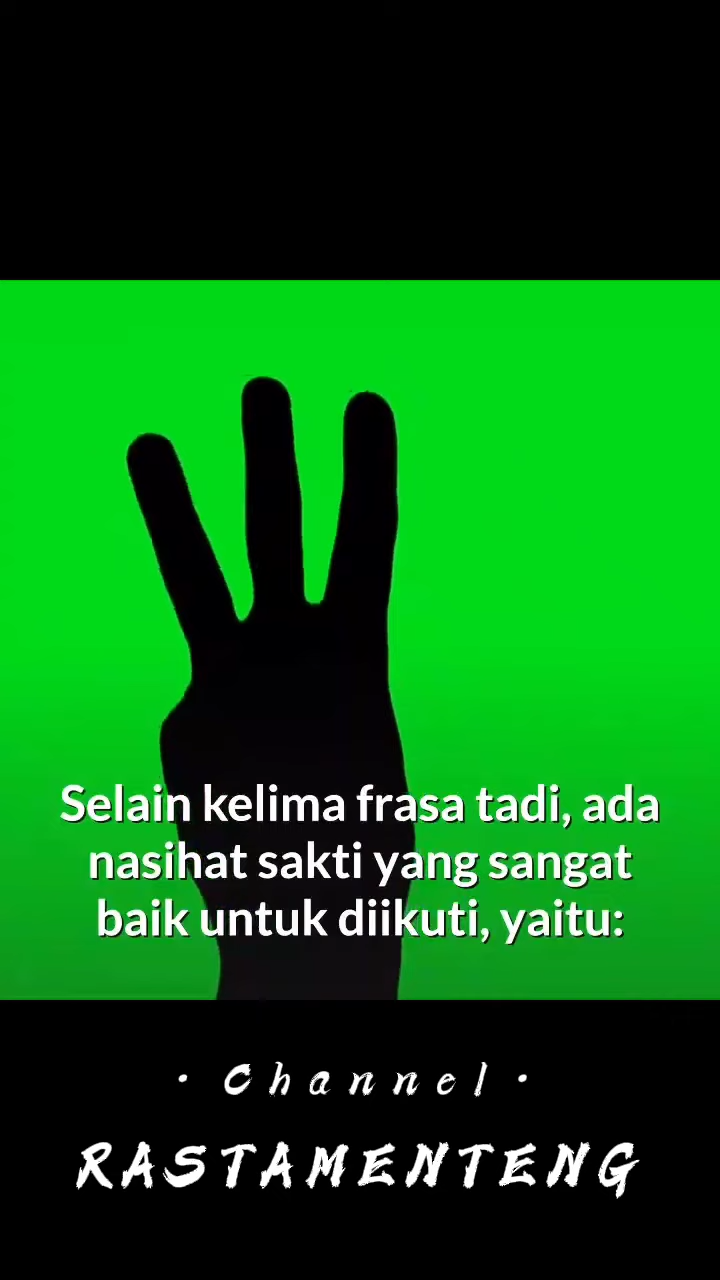 Selain kelima frasa tadi, ada
nasihat sakti yang sangat
baik untuk diikuti, yaitu:
· Channel ·
RASTAMENTENG